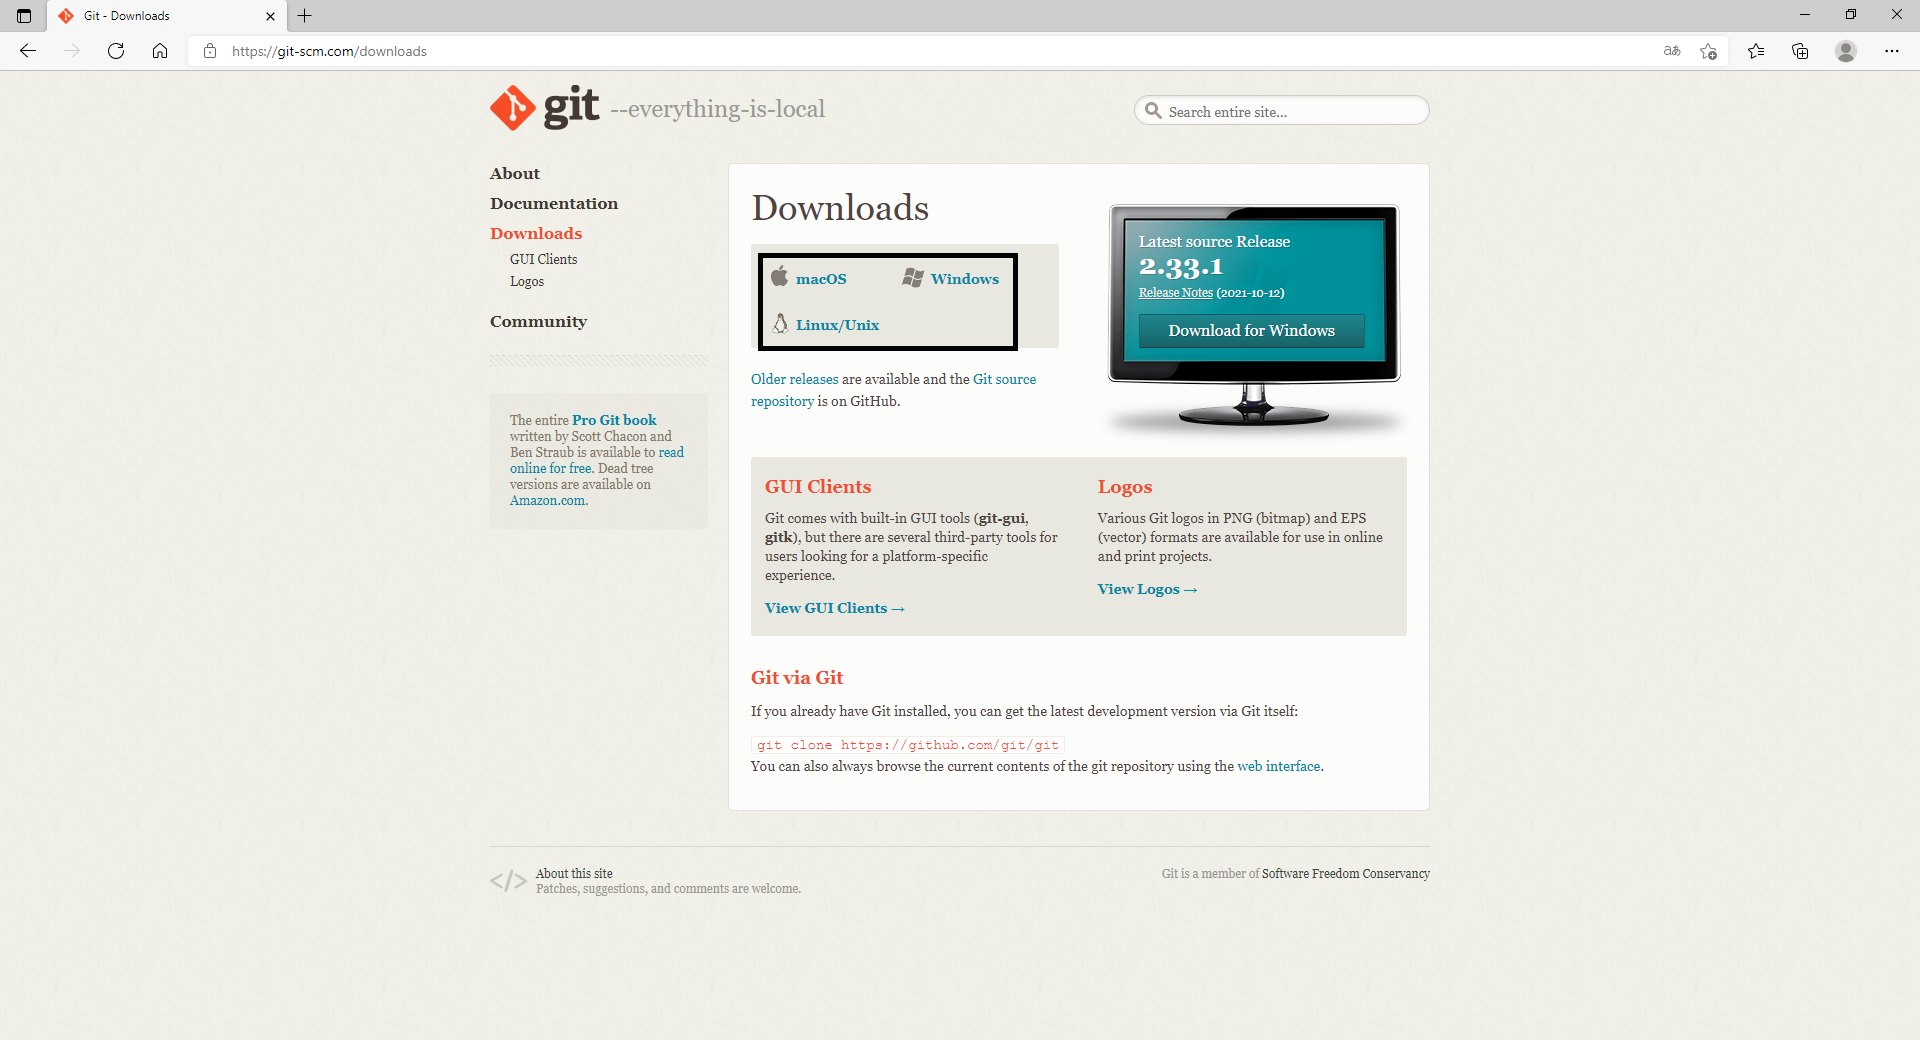 Git - Downloads
https://git-scm.com/downloads
aあ
git --everything-is-local
Search entire site...
About
Documentation
Downloads
GUI Clients
Logos
Community
The entire Pro Git book
written by Scott Chacon and
Ben Straub is available to read
online for free. Dead tree
versions are available on
Amazon.com.
Downloads
macOS
Windows
Linux/Unix
Older releases are available and the Git source
repository is on GitHub.
Latest source Release
2.33.1
Release Notes (2021-10-12)
Download for Windows
GUI Clients
Git comes with built-in GUI tools (git-gui,
gitk), but there are several third-party tools for
users looking for a platform-specific
experience.
View GUI Clients →
Logos
Various Git logos in PNG (bitmap) and EPS
(vector) formats are available for use in online
and print projects.
View Logos →
Git via Git
If you already have Git installed, you can get the latest development version via Git itself:
git clone https://github.com/git/git
You can also always browse the current contents of the git repository using the web interface.
</>
About this site
Patches, suggestions, and comments are welcome.
Git is a member of Software Freedom Conservancy